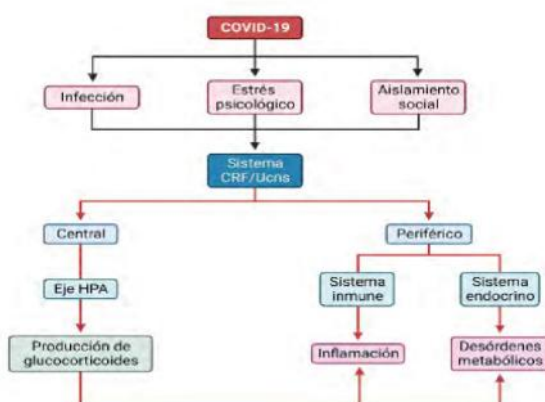 COVID-19
Infección
Estrés
psicológico
Aislamiento
social
Sistema
CRF/Ucns
Central
Periférico
Eje HPA
Sistema
inmune
Sistema
endocrino
Producción de
glucocorticoides
Inflamación
Desórdenes
metabólicos